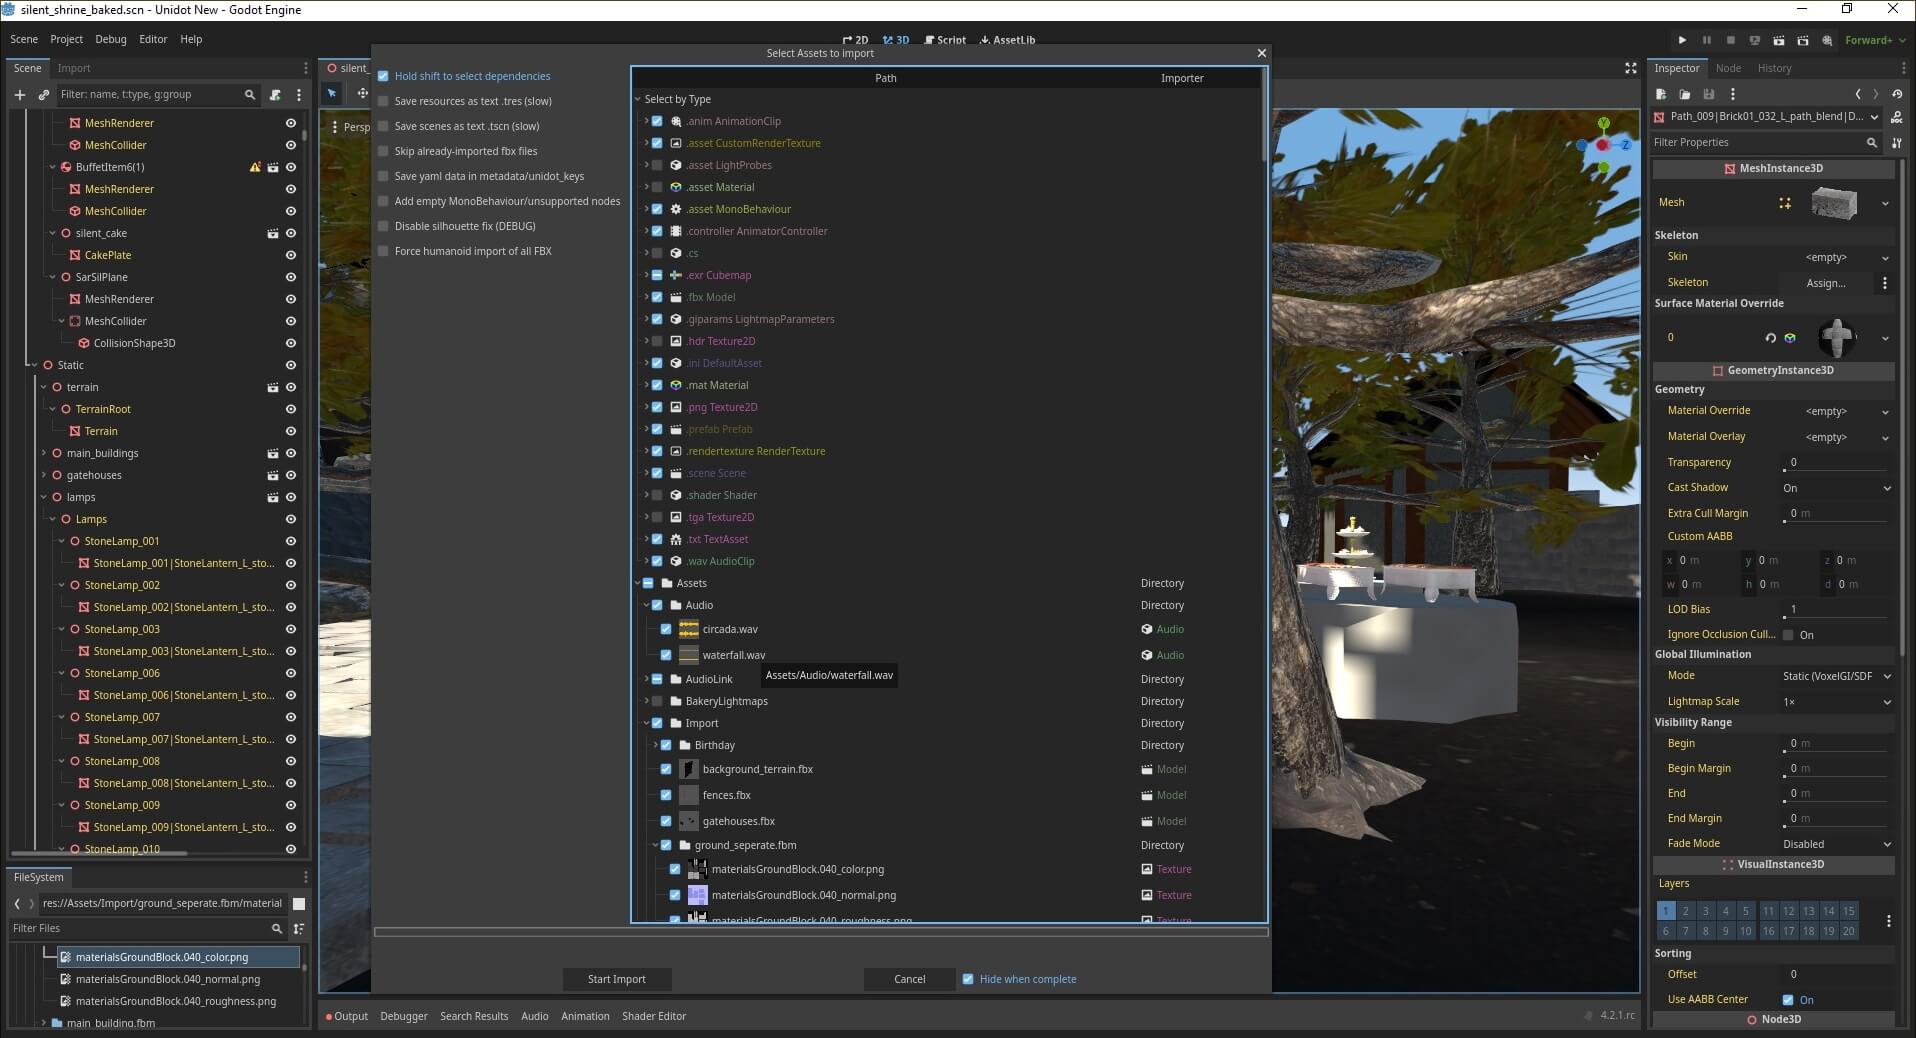 silent_shrine_baked.scn - Unidot New - Godot Engine
Scene Project Debug Editor Help
2D 3D Script AssetLib
Forward+
Scene Import
Filter: name, t:type, g:group
MeshRenderer
MeshCollider
BuffetItem6(1)
MeshRenderer
MeshCollider
silent_cake
CakePlate
SarSilPlane
MeshRenderer
MeshCollider
CollisionShape3D
Static
terrain
TerrainRoot
Terrain
main_buildings
gatehouses
lamps
Lamps
StoneLamp_001
StoneLamp_001|StoneLantern_L_sto...
StoneLamp_002
StoneLamp_002|StoneLantern_L_sto...
StoneLamp_003
StoneLamp_003|StoneLantern_L_sto...
StoneLamp_006
StoneLamp_006|StoneLantern_L_sto...
StoneLamp_007
StoneLamp_007|StoneLantern_L_sto...
StoneLamp_008
StoneLamp_008|StoneLantern_L_sto...
StoneLamp_009
StoneLamp_009|StoneLantern_L_sto...
StoneLamp_010
FileSystem
res://Assets/Import/ground_seperate.fbm/material
Filter Files
materialsGroundBlock.040_color.png
materialsGroundBlock.040_normal.png
materialsGroundBlock.040_roughness.png
main_building.fbm
silent_
Persp
Select Assets to import
Hold shift to select dependencies
Save resources as text .tres (slow)
Save scenes as text .tscn (slow)
Skip already-imported fbx files
Save yaml data in metadata/unidot_keys
Add empty MonoBehaviour/unsupported nodes
Disable silhouette fix (DEBUG)
Force humanoid import of all FBX
Path Importer
Select by Type
.anim AnimationClip
.asset CustomRenderTexture
.asset LightProbes
.asset Material
.asset MonoBehaviour
.controller AnimatorController
.cs
.exr Cubemap
.fbx Model
.giparams LightmapParameters
.hdr Texture2D
.ini DefaultAsset
.mat Material
.png Texture2D
.prefab Prefab
.rendertexture RenderTexture
.scene Scene
.shader Shader
.tga Texture2D
.txt TextAsset
.wav AudioClip
Assets Directory
Audio Directory
circada.wav Audio
waterfall.wav Audio
Assets/Audio/waterfall.wav
AudioLink Directory
BakeryLightmaps Directory
Import Directory
Birthday Directory
background_terrain.fbx Model
fences.fbx Model
gatehouses.fbx Model
ground_seperate.fbm Directory
materialsGroundBlock.040_color.png Texture
materialsGroundBlock.040_normal.png Texture
materialsGroundBlock.040_roughness.png Texture
Start Import Cancel Hide when complete
Output Debugger Search Results Audio Animation Shader Editor
4.2.1.rc
Y
Z
Inspector Node History
Path_009|Brick01_032_L_path_blend|D...
Filter Properties
MeshInstance3D
Mesh
Skeleton
Skin <empty>
Skeleton Assign...
Surface Material Override
0
GeometryInstance3D
Geometry
Material Override <empty>
Material Overlay <empty>
Transparency 0
Cast Shadow On
Extra Cull Margin 0 m
Custom AABB
x 0 m y 0 m z 0 m
w 0 m h 0 m d 0 m
LOD Bias 1
Ignore Occlusion Cull... On
Global Illumination
Mode Static (VoxelGI/SDF
Lightmap Scale 1×
Visibility Range
Begin 0 m
Begin Margin 0 m
End 0 m
End Margin 0 m
Fade Mode Disabled
VisualInstance3D
Layers
1 2 3 4 5 11 12 13 14 15
6 7 8 9 10 16 17 18 19 20
Sorting
Offset 0
Use AABB Center On
Node3D